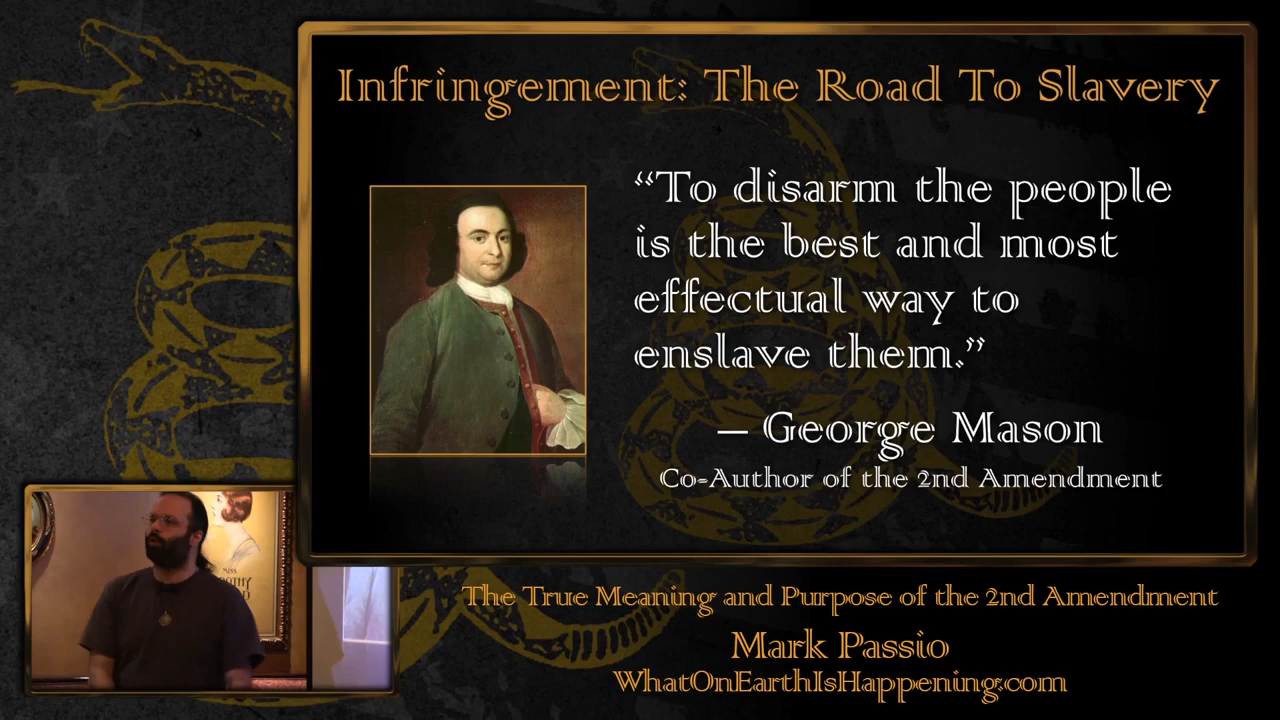 Infringement: The Road To Slavery
“To disarm the people
is the best and most
effectual way to
enslave them.”
— George Mason
Co-Author of the 2nd Amendment
MISS
The True Meaning and Purpose of the 2nd Amendment
Mark Passio
WhatOnEarthIsHappening.com